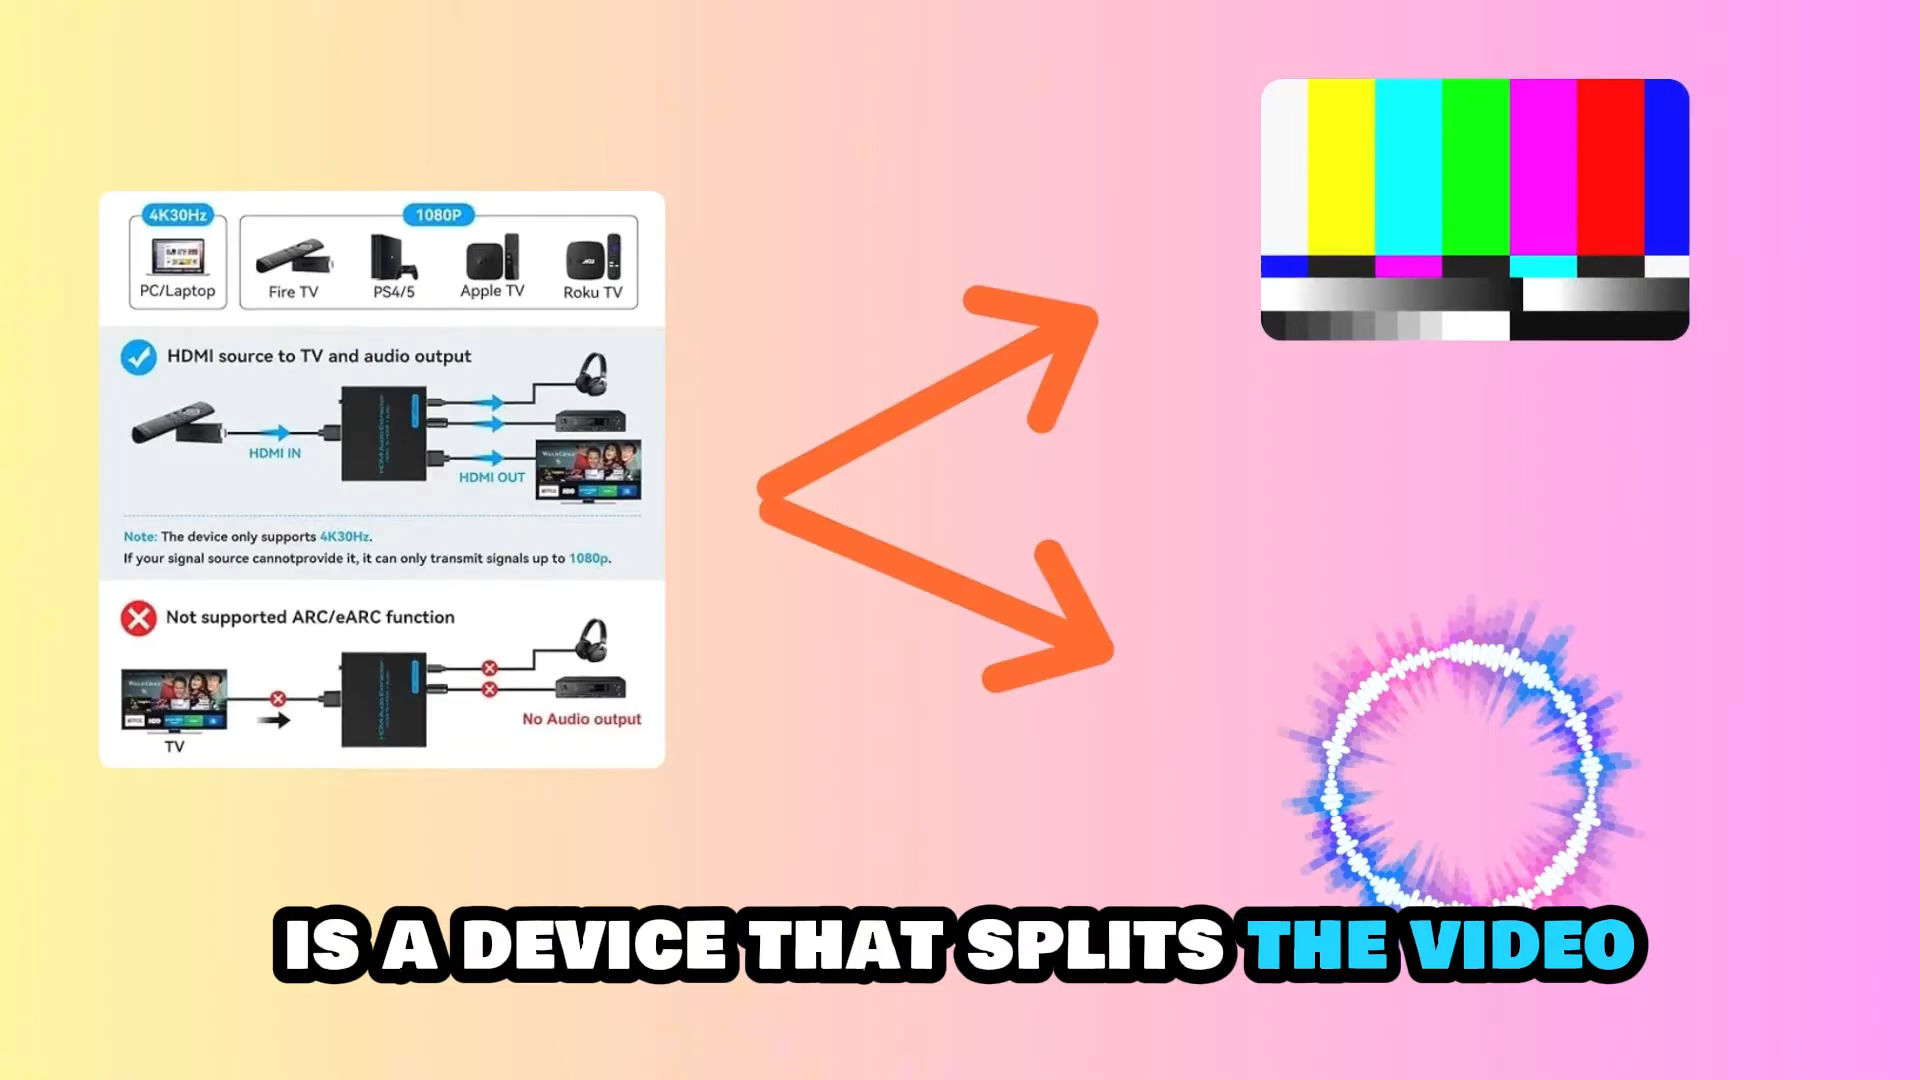 4K30Hz
1080P
PC/Laptop
Fire TV
PS4/5
Apple TV
Roku TV
HDMI source to TV and audio output
HDMI IN
HDMI OUT
Note: The device only supports 4K30Hz.
If your signal source cannotprovide it, it can only transmit signals up to 1080p.
Not supported ARC/eARC function
No Audio output
TV
IS A DEVICE THAT SPLITS THE VIDEO